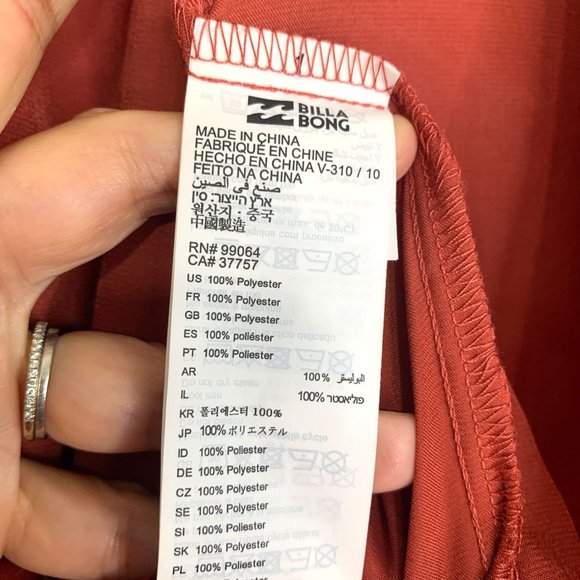 BILLA
BONG
MADE IN CHINA
FABRIQUÉ EN CHINE
HECHO EN CHINA V-310 / 10
FEITO NA CHINA
صنع في الصين
ארץ הייצור: סין
원산지 : 중국
中國製造
RN# 99064
CA# 37757
US 100% Polyester
FR 100% Polyester
GB 100% Polyester
ES 100% poliéster
PT 100% Poliester
AR 100% البوليستر
IL 100% פוליאסטר
KR 폴리에스터 100%
JP 100% ポリエステル
ID 100% Poliester
DE 100% Polyester
CZ 100% Polyester
SE 100% Polyester
SI 100% Poliester
SK 100% Polyester
PL 100% Poliester